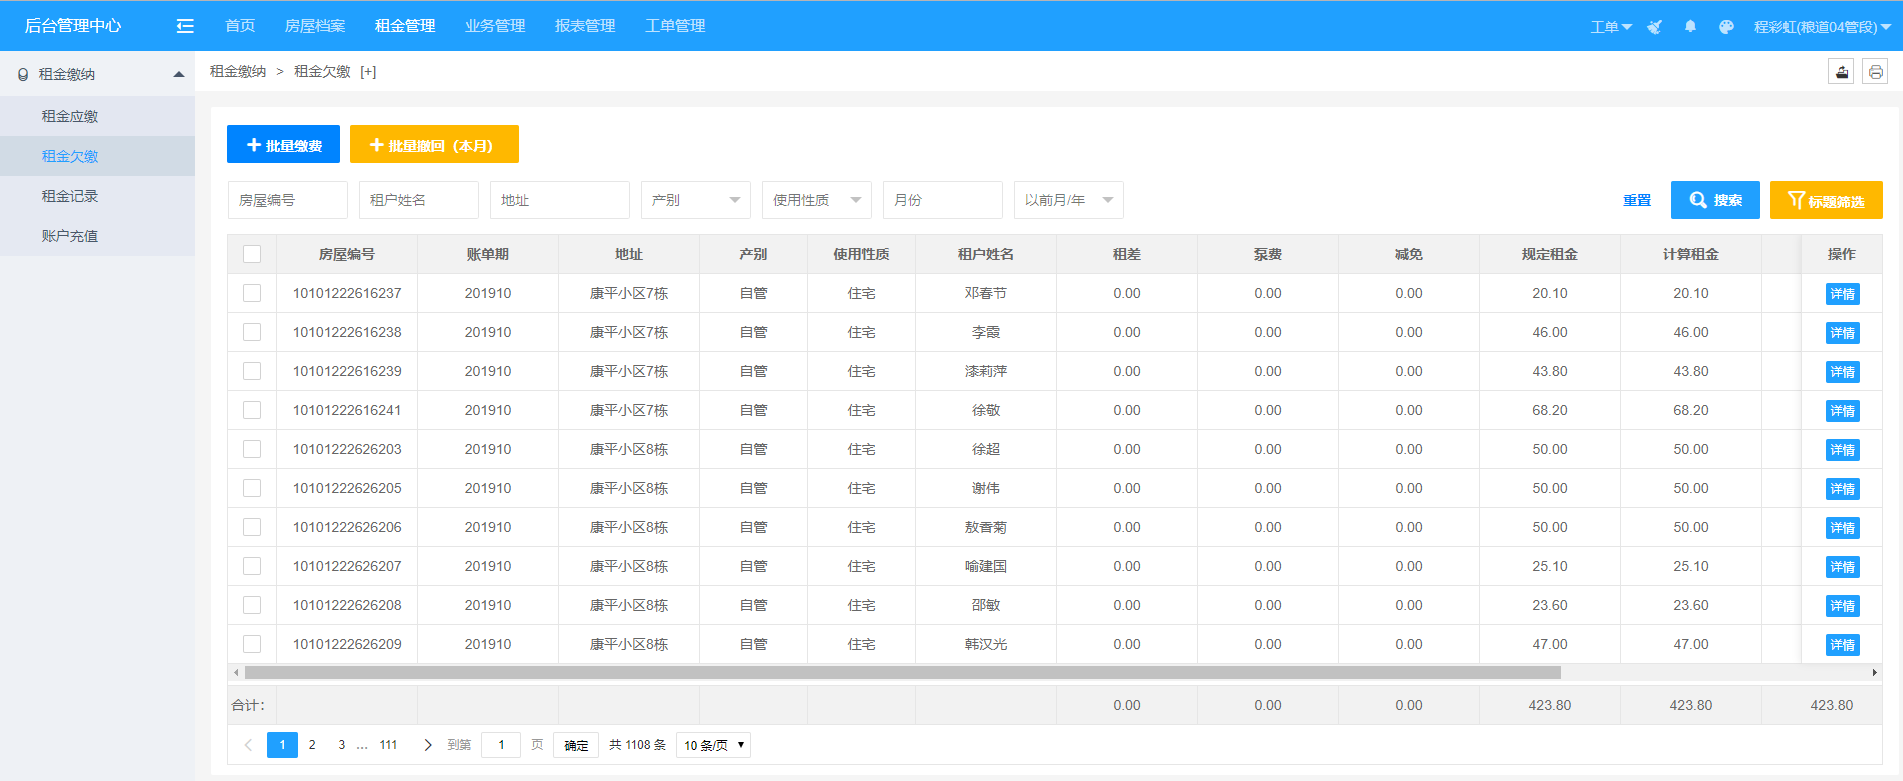 后台管理中心 首页 房屋档案 租金管理 业务管理 报表管理 工单管理 工单 程彩虹(粮道04管段)
租金缴纳
租金应缴
租金欠缴
租金记录
账户充值
租金缴纳 > 租金欠缴 [+]
批量缴费 批量撤回（本月）
房屋编号 租户姓名 地址 产别 使用性质 月份 以前月/年 重置 搜索 标题筛选
房屋编号 账单期 地址 产别 使用性质 租户姓名 租差 泵费 减免 规定租金 计算租金 操作
10101222616237 201910 康平小区7栋 自管 住宅 邓春节 0.00 0.00 0.00 20.10 20.10 详情
10101222616238 201910 康平小区7栋 自管 住宅 李霞 0.00 0.00 0.00 46.00 46.00 详情
10101222616239 201910 康平小区7栋 自管 住宅 漆莉萍 0.00 0.00 0.00 43.80 43.80 详情
10101222616241 201910 康平小区7栋 自管 住宅 徐敬 0.00 0.00 0.00 68.20 68.20 详情
10101222626203 201910 康平小区8栋 自管 住宅 徐超 0.00 0.00 0.00 50.00 50.00 详情
10101222626205 201910 康平小区8栋 自管 住宅 谢伟 0.00 0.00 0.00 50.00 50.00 详情
10101222626206 201910 康平小区8栋 自管 住宅 敖香菊 0.00 0.00 0.00 50.00 50.00 详情
10101222626207 201910 康平小区8栋 自管 住宅 喻建国 0.00 0.00 0.00 25.10 25.10 详情
10101222626208 201910 康平小区8栋 自管 住宅 邵敏 0.00 0.00 0.00 23.60 23.60 详情
10101222626209 201910 康平小区8栋 自管 住宅 韩汉光 0.00 0.00 0.00 47.00 47.00 详情
合计： 0.00 0.00 0.00 423.80 423.80 423.80
1 2 3 … 111 到第 1 页 确定 共 1108 条 10 条/页